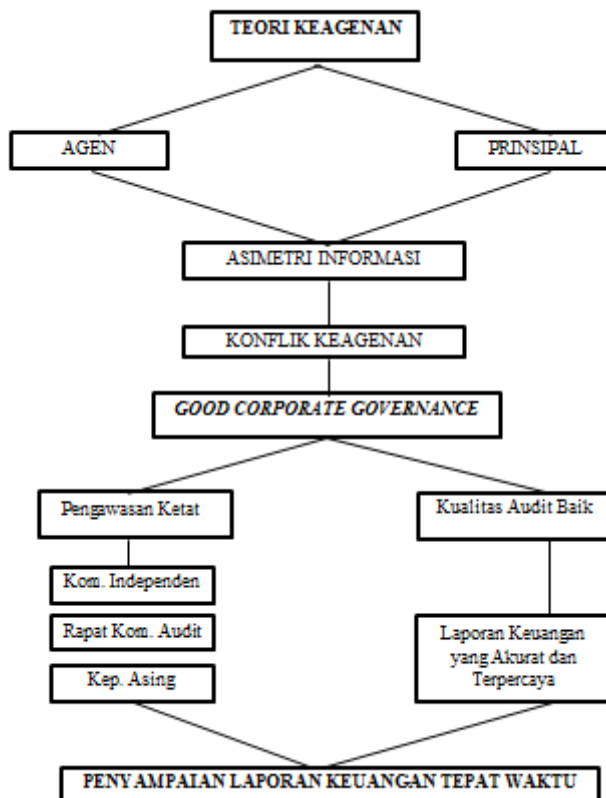 TEORI KEAGENAN
AGEN
PRINSIPAL
ASIMETRI INFORMASI
KONFLIK KEAGENAN
GOOD CORPORATE GOVERNANCE
Pengawasan Ketat
Kualitas Audit Baik
Kom. Independen
Rapat Kom. Audit
Kep. Asing
Laporan Keuangan
yang Akurat dan
Terpercaya
PENYAMPAIAN LAPORAN KEUANGAN TEPAT WAKTU